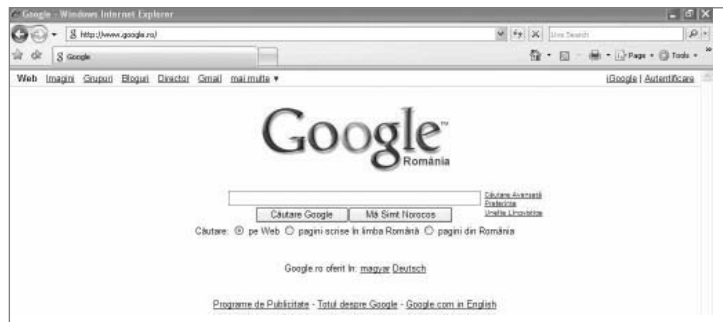 Google - Windows Internet Explorer
http://www.google.ro/
Live Search
Google
Page Tools
Web Imagini Grupuri Bloguri Director Gmail mai multe ▼
iGoogle | Autentificare
Google™
România
Căutare Avansată
Preferinţe
Unelte Lingvistice
Căutare Google Mă Simt Norocos
Căutare: pe Web pagini scrise în limba Română pagini din România
Google.ro oferit în: magyar Deutsch
Programe de Publicitate - Totul despre Google - Google.com in English